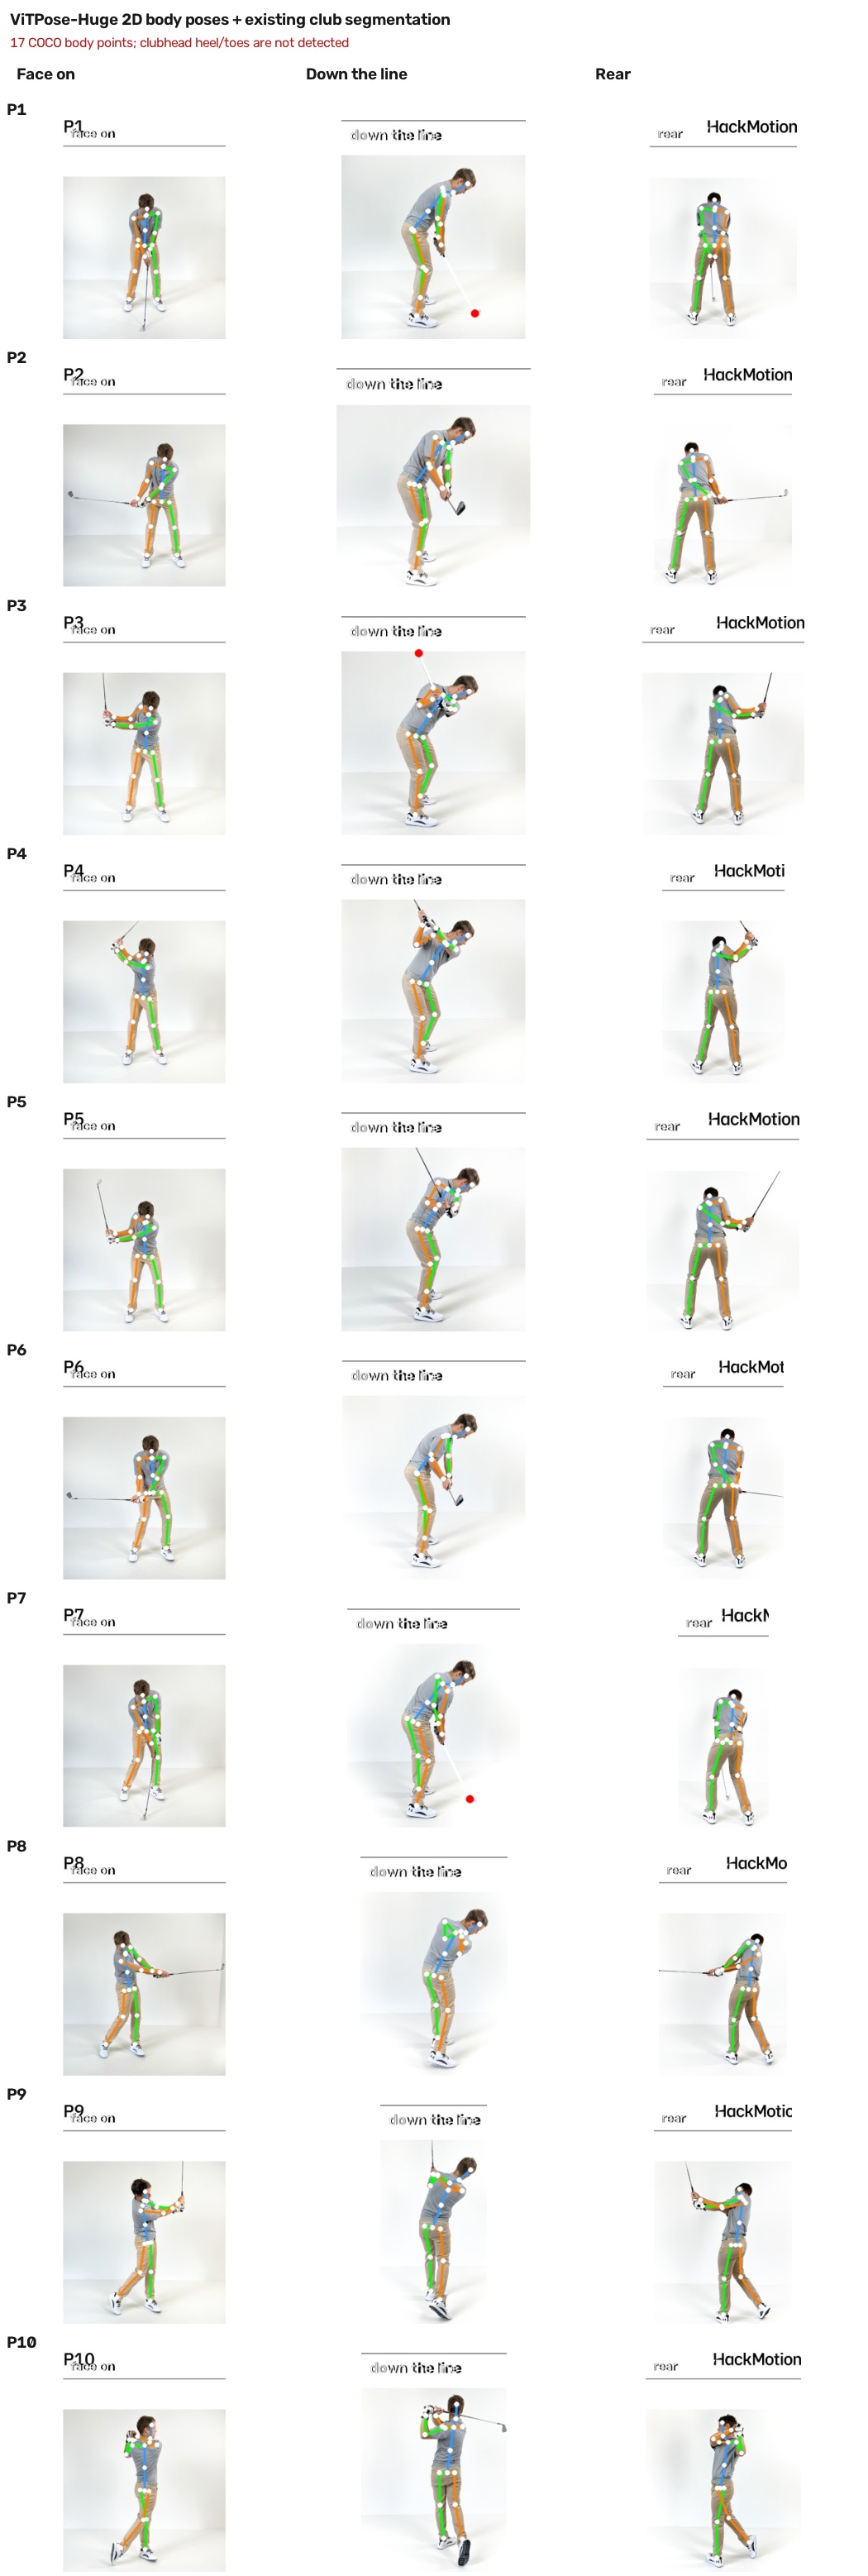 ViTPose-Huge 2D body poses + existing club segmentation
17 COCO body points; clubhead heel/toes are not detected
Face on Down the line Rear
P1
P1 face on
down the line
rear HackMotion
P2
P2 face on
down the line
rear HackMotion
P3
P3 face on
down the line
rear HackMotion
P4
P4 face on
down the line
rear HackMoti
P5
P5 face on
down the line
rear HackMotion
P6
P6 face on
down the line
rear HackMot
P7
P7 face on
down the line
rear HackM
P8
P8 face on
down the line
rear HackMo
P9
P9 face on
down the line
rear HackMotic
P10
P10 face on
down the line
rear HackMotion